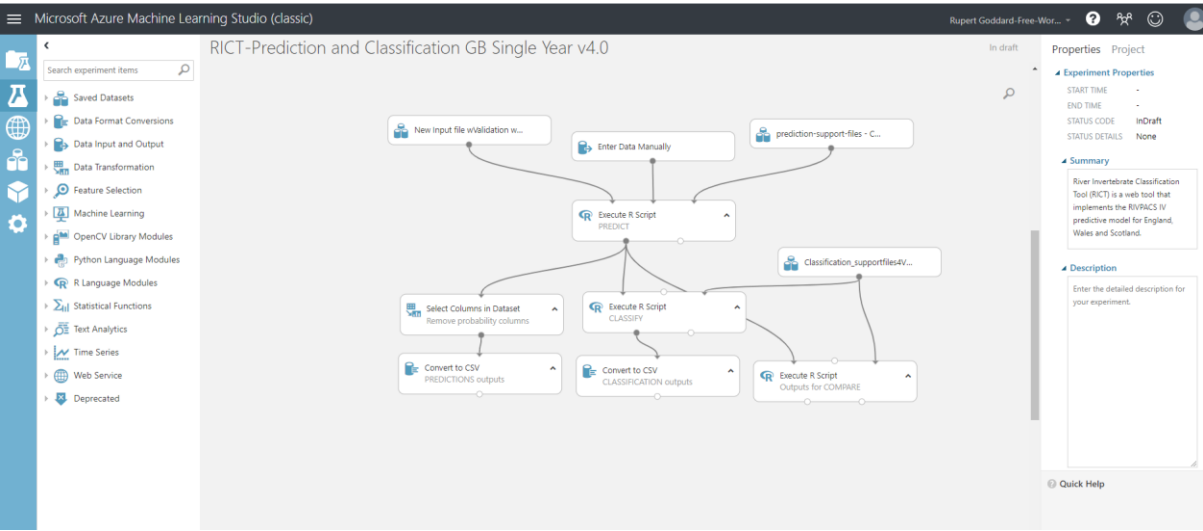 Microsoft Azure Machine Learning Studio (classic)
Rupert Goddard-Free-Wor...
?
RICT-Prediction and Classification GB Single Year v4.0
In draft
Search experiment items
Saved Datasets
Data Format Conversions
Data Input and Output
Data Transformation
Feature Selection
Machine Learning
OpenCV Library Modules
Python Language Modules
R Language Modules
Statistical Functions
Text Analytics
Time Series
Web Service
Deprecated
New input file wValidation w...
Enter Data Manually
prediction-support-files - C...
Execute R Script
PREDICT
Classification_supportfiles4V...
Select Columns in Dataset
Remove probability columns
Execute R Script
CLASSIFY
Convert to CSV
PREDICTIONS outputs
Convert to CSV
CLASSIFICATION outputs
Execute R Script
Outputs for COMPARE
Properties Project
Experiment Properties
START TIME -
END TIME -
STATUS CODE InDraft
STATUS DETAILS None
Summary
River Invertebrate Classification
Tool (RICT) is a web tool that
implements the RIVPACS IV
predictive model for England,
Wales and Scotland.
Description
Enter the detailed description for
your experiment.
Quick Help